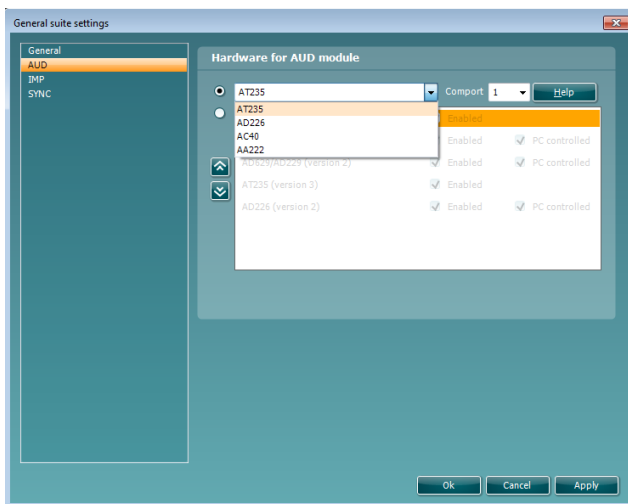 General suite settings
General
AUD
IMP
SYNC
Hardware for AUD module
AT235 Comport 1 Help
AT235
AD226
AC40
AA222
Enabled
Enabled PC controlled
AD629/AD229 (version 2) Enabled PC controlled
AT235 (version 3) Enabled
AD226 (version 2) Enabled PC controlled
Ok Cancel Apply